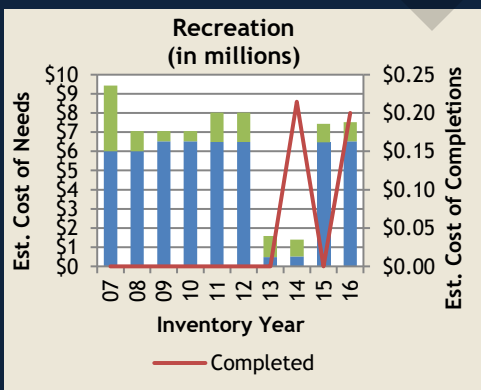 Recreation
(in millions)
$10
$9
$8
$7
$6
$5
$4
$3
$2
$1
$0
$0.25
$0.20
$0.15
$0.10
$0.05
$0.00
Est. Cost of Needs
Est. Cost of Completions
07 08 09 10 11 12 13 14 15 16
Inventory Year
Completed